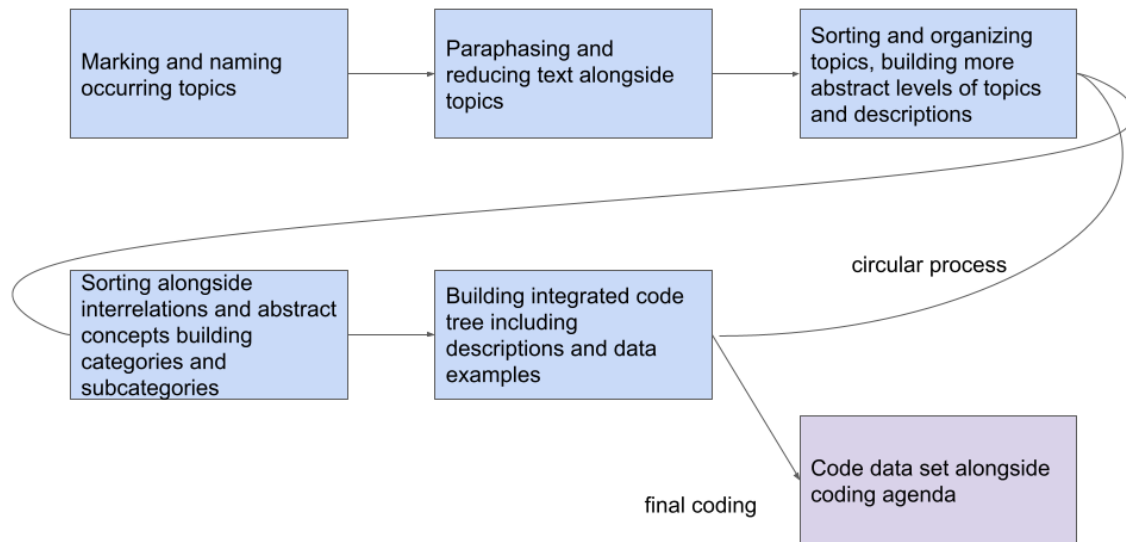 Marking and naming
occurring topics
Paraphasing and
reducing text alongside
topics
Sorting and organizing
topics, building more
abstract levels of topics
and descriptions
Sorting alongside
interrelations and abstract
concepts building
categories and
subcategories
Building integrated code
tree including
descriptions and data
examples
circular process
final coding
Code data set alongside
coding agenda